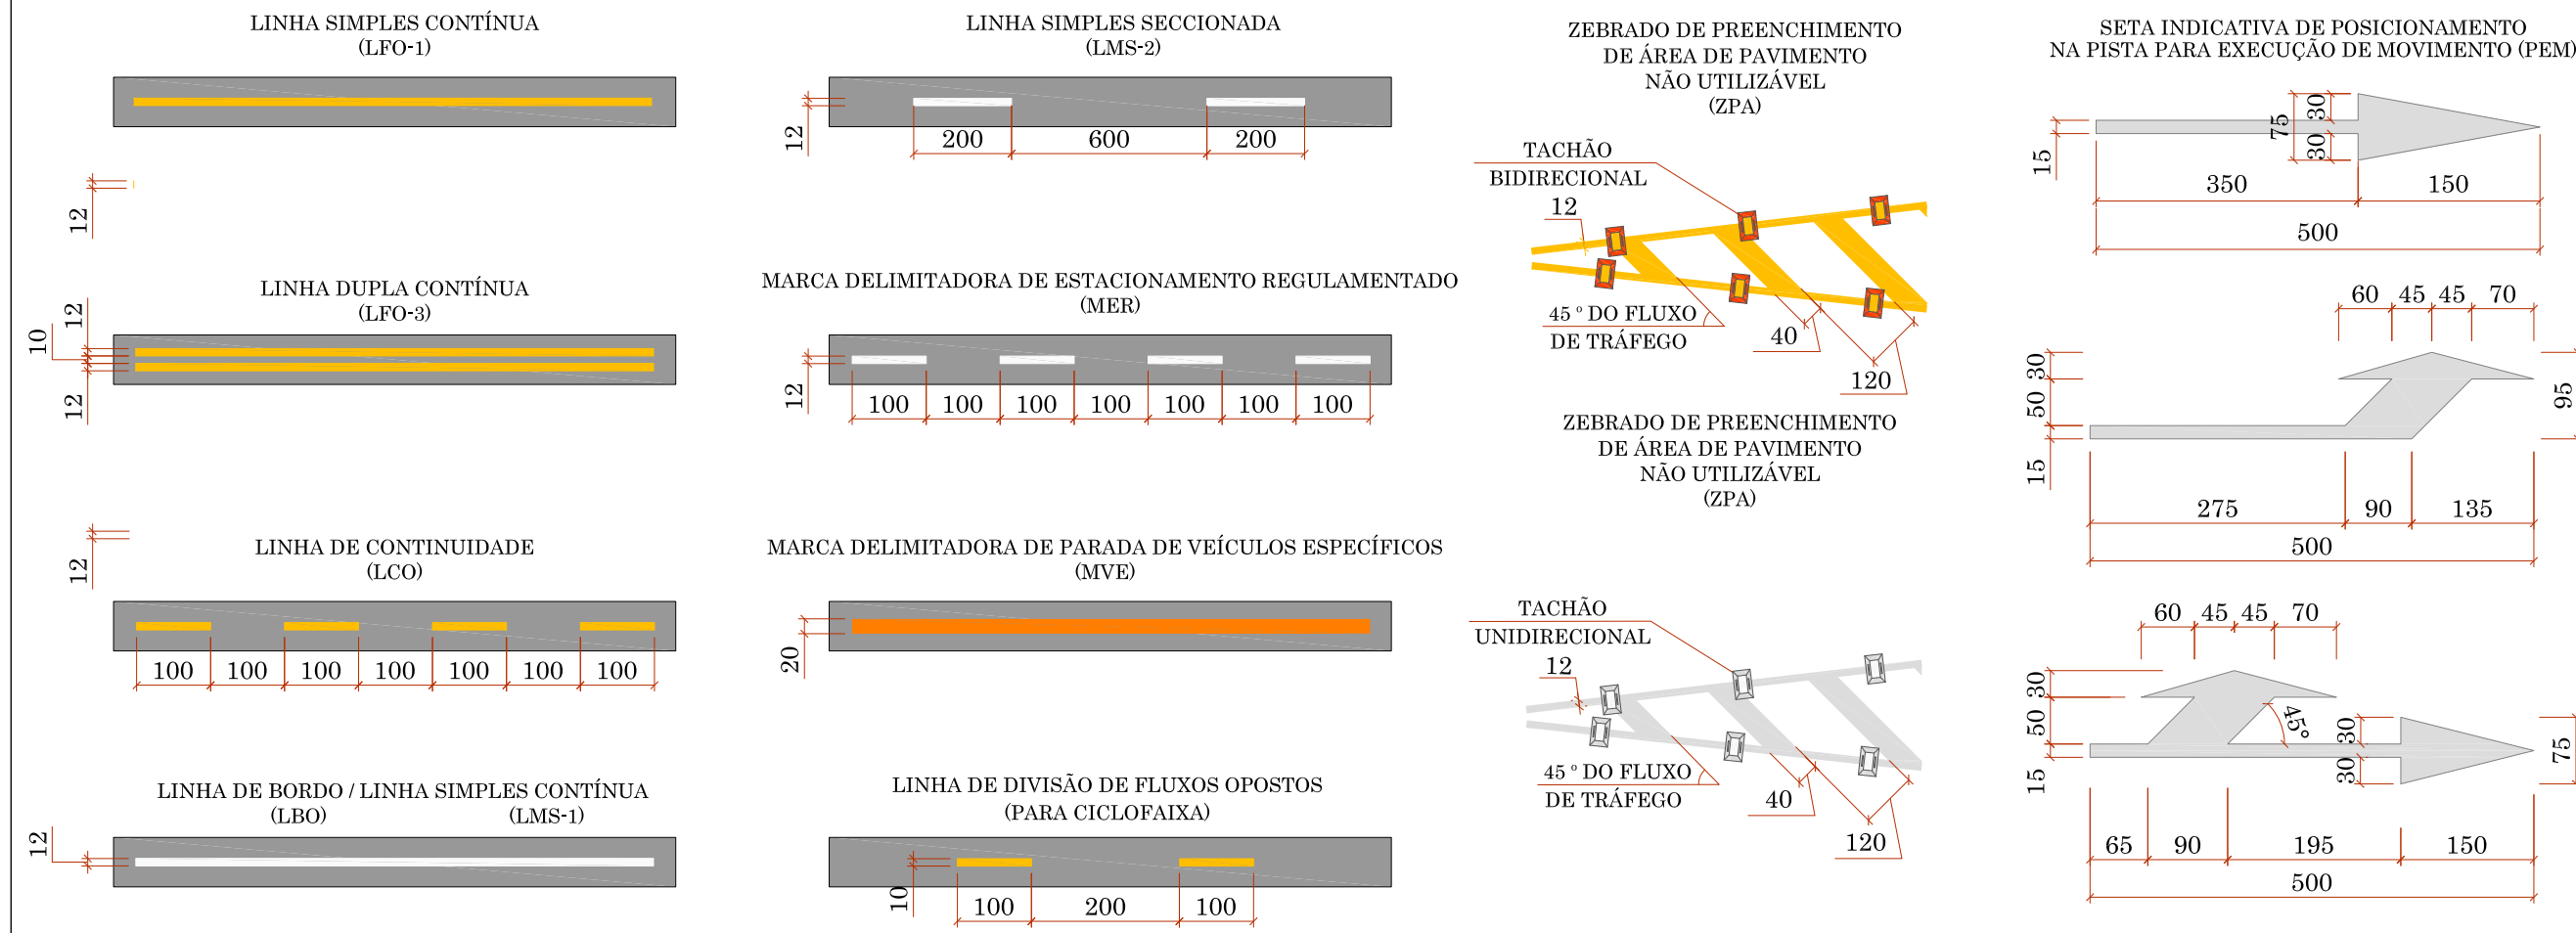 LINHA SIMPLES CONTÍNUA
(LFO-1)
12
LINHA DUPLA CONTÍNUA
(LFO-3)
12
10
12
LINHA DE CONTINUIDADE
(LCO)
12
100 100 100 100 100 100 100
LINHA DE BORDO / LINHA SIMPLES CONTÍNUA
(LBO) (LMS-1)
12
LINHA SIMPLES SECCIONADA
(LMS-2)
12
200 600 200
MARCA DELIMITADORA DE ESTACIONAMENTO REGULAMENTADO
(MER)
12
100 100 100 100 100 100 100
MARCA DELIMITADORA DE PARADA DE VEÍCULOS ESPECÍFICOS
(MVE)
20
LINHA DE DIVISÃO DE FLUXOS OPOSTOS
(PARA CICLOFAIXA)
10
100 200 100
ZEBRADO DE PREENCHIMENTO
DE ÁREA DE PAVIMENTO
NÃO UTILIZÁVEL
(ZPA)
TACHÃO
BIDIRECIONAL
12
45 º DO FLUXO
DE TRÁFEGO
40
120
ZEBRADO DE PREENCHIMENTO
DE ÁREA DE PAVIMENTO
NÃO UTILIZÁVEL
(ZPA)
TACHÃO
UNIDIRECIONAL
12
45 º DO FLUXO
DE TRÁFEGO
40
120
SETA INDICATIVA DE POSICIONAMENTO
NA PISTA PARA EXECUÇÃO DE MOVIMENTO (PEM)
15
75
30
30
350 150
500
60 45 45 70
30
50
15
95
275 90 135
500
60 45 45 70
30
50
15
45°
30
30
75
65 90 195 150
500